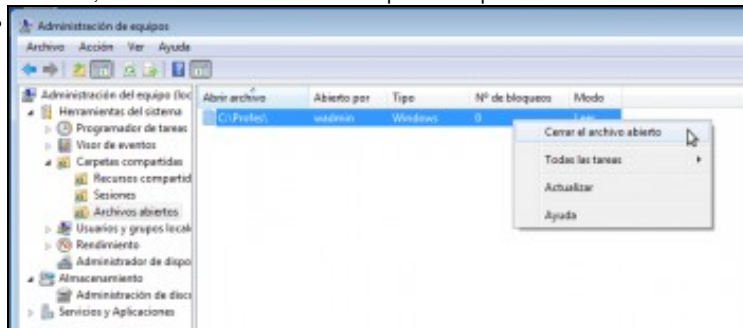 Administración de equipos
Archivo Acción Ver Ayuda
Administración del equipo (loc
Herramientas del sistema
Programador de tareas
Visor de eventos
Carpetas compartidas
Recursos compartid
Sesiones
Archivos abiertos
Usuarios y grupos locale
Rendimiento
Administrador de dispo
Almacenamiento
Administración de disco
Servicios y Aplicaciones
Abrir archivo Abierto por Tipo Nº de bloqueos Modo
C:\Profes\ wadmin Windows 0 Leer
Cerrar el archivo abierto
Todas las tareas
Actualizar
Ayuda